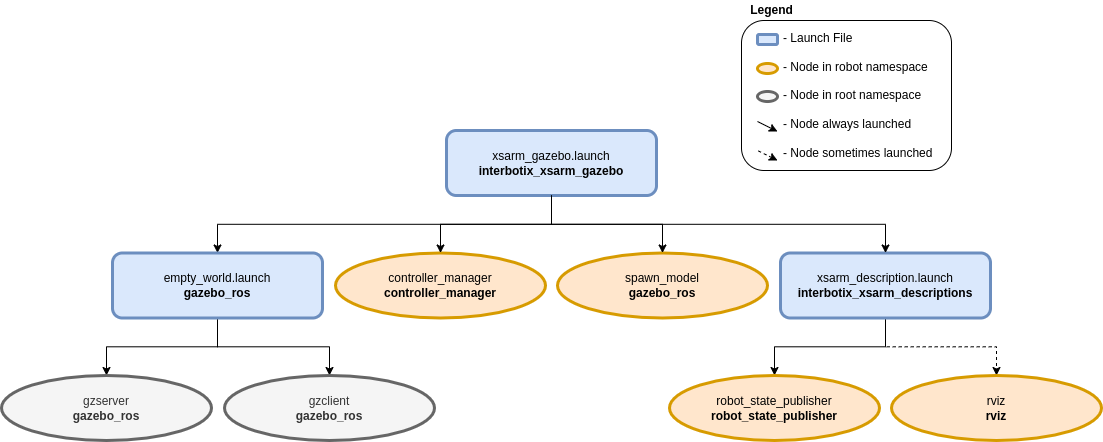 Legend
- Launch File
- Node in robot namespace
- Node in root namespace
- Node always launched
- Node sometimes launched
xsarm_gazebo.launch
interbotix_xsarm_gazebo
empty_world.launch
gazebo_ros
controller_manager
controller_manager
spawn_model
gazebo_ros
xsarm_description.launch
interbotix_xsarm_descriptions
gzserver
gazebo_ros
gzclient
gazebo_ros
robot_state_publisher
robot_state_publisher
rviz
rviz